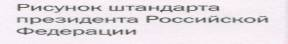 Рисунок штандарта
президента Российской
Федерации